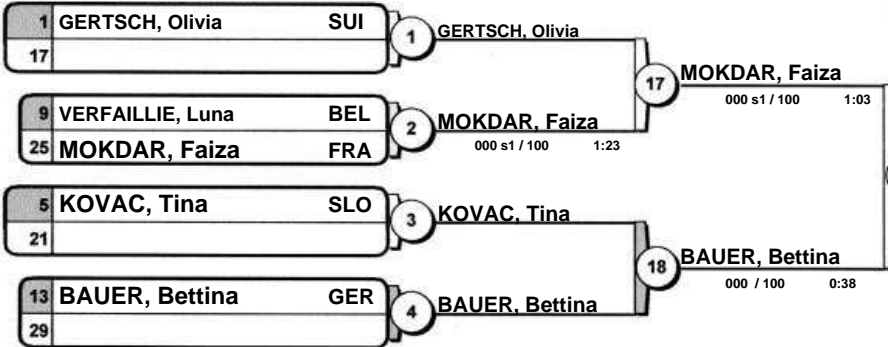 1 GERTSCH, Olivia SUI
17
1
GERTSCH, Olivia
9 VERFAILLIE, Luna BEL
25 MOKDAR, Faiza FRA
2
MOKDAR, Faiza
000 s1 / 100 1:23
17
MOKDAR, Faiza
000 s1 / 100 1:03
5 KOVAC, Tina SLO
21
3
KOVAC, Tina
13 BAUER, Bettina GER
29
4
BAUER, Bettina
18
BAUER, Bettina
000 / 100 0:38